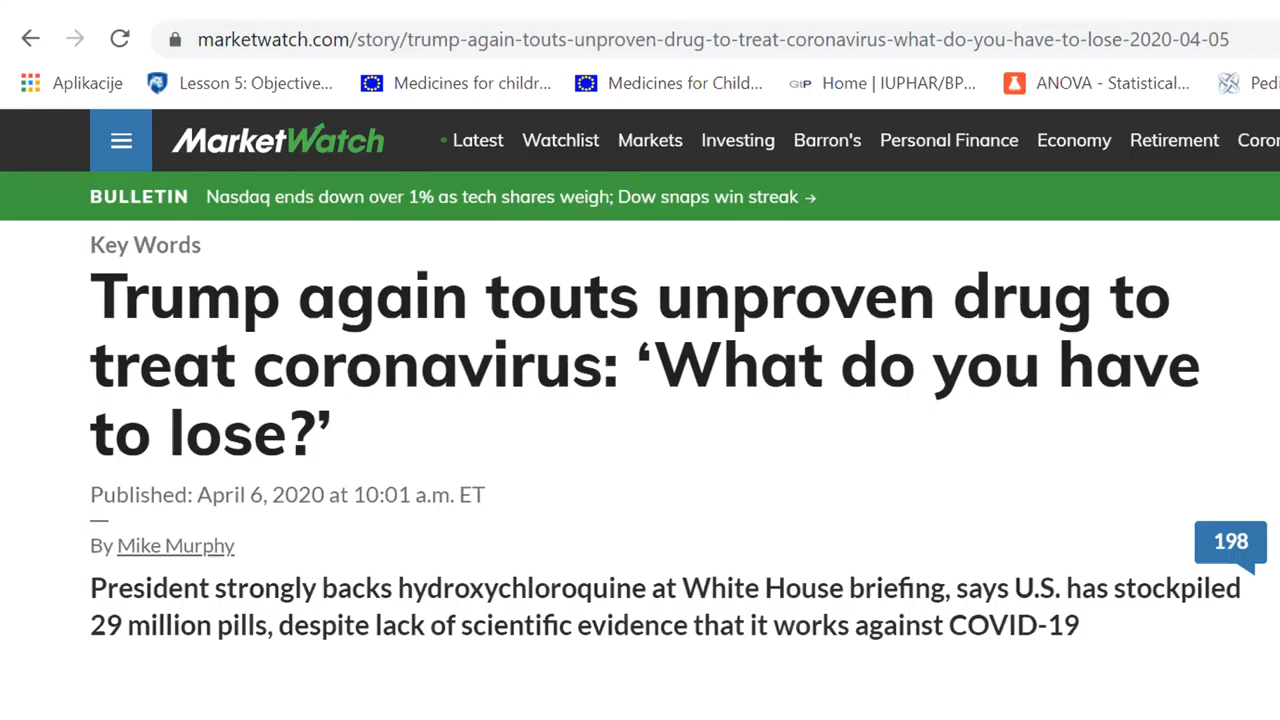 marketwatch.com/story/trump-again-touts-unproven-drug-to-treat-coronavirus-what-do-you-have-to-lose-2020-04-05
Aplikacije Lesson 5: Objective... Medicines for childr... Medicines for Child... GtP Home | IUPHAR/BP... ANOVA - Statistical... Pedi
MarketWatch • Latest Watchlist Markets Investing Barron's Personal Finance Economy Retirement Coron
BULLETIN Nasdaq ends down over 1% as tech shares weigh; Dow snaps win streak →
Key Words
Trump again touts unproven drug to
treat coronavirus: ‘What do you have
to lose?’
Published: April 6, 2020 at 10:01 a.m. ET
By Mike Murphy
198
President strongly backs hydroxychloroquine at White House briefing, says U.S. has stockpiled
29 million pills, despite lack of scientific evidence that it works against COVID-19